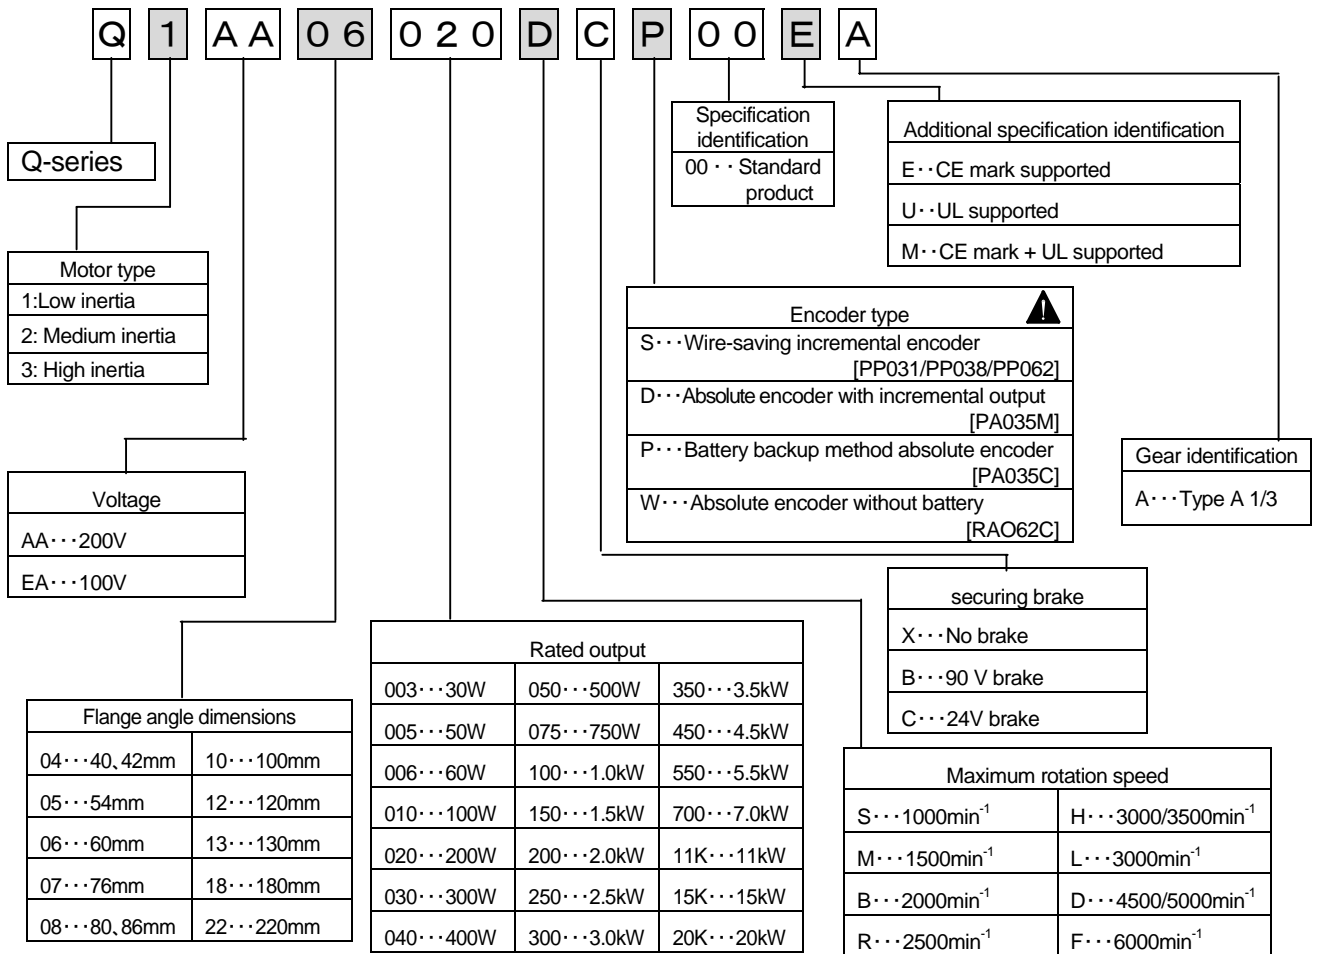 Q 1 AA 06 020 D C P 00 E A
Q-series
Specification
identification
00・・Standard
product
Additional specification identification
E・・CE mark supported
U・・UL supported
M・・CE mark + UL supported
Motor type
1:Low inertia
2: Medium inertia
3: High inertia
Encoder type
S・・・Wire-saving incremental encoder
[PP031/PP038/PP062]
D・・・Absolute encoder with incremental output
[PA035M]
P・・・Battery backup method absolute encoder
[PA035C]
W・・・Absolute encoder without battery
[RAO62C]
Gear identification
A・・・Type A 1/3
Voltage
AA・・・200V
EA・・・100V
securing brake
X・・・No brake
B・・・90 V brake
C・・・24V brake
Flange angle dimensions
04・・・40、42mm 10・・・100mm
05・・・54mm 12・・・120mm
06・・・60mm 13・・・130mm
07・・・76mm 18・・・180mm
08・・・80、86mm 22・・・220mm
Rated output
003・・・30W 050・・・500W 350・・・3.5kW
005・・・50W 075・・・750W 450・・・4.5kW
006・・・60W 100・・・1.0kW 550・・・5.5kW
010・・・100W 150・・・1.5kW 700・・・7.0kW
020・・・200W 200・・・2.0kW 11K・・・11kW
030・・・300W 250・・・2.5kW 15K・・・15kW
040・・・400W 300・・・3.0kW 20K・・・20kW
Maximum rotation speed
S・・・1000min⁻¹ H・・・3000/3500min⁻¹
M・・・1500min⁻¹ L・・・3000min⁻¹
B・・・2000min⁻¹ D・・・4500/5000min⁻¹
R・・・2500min⁻¹ F・・・6000min⁻¹